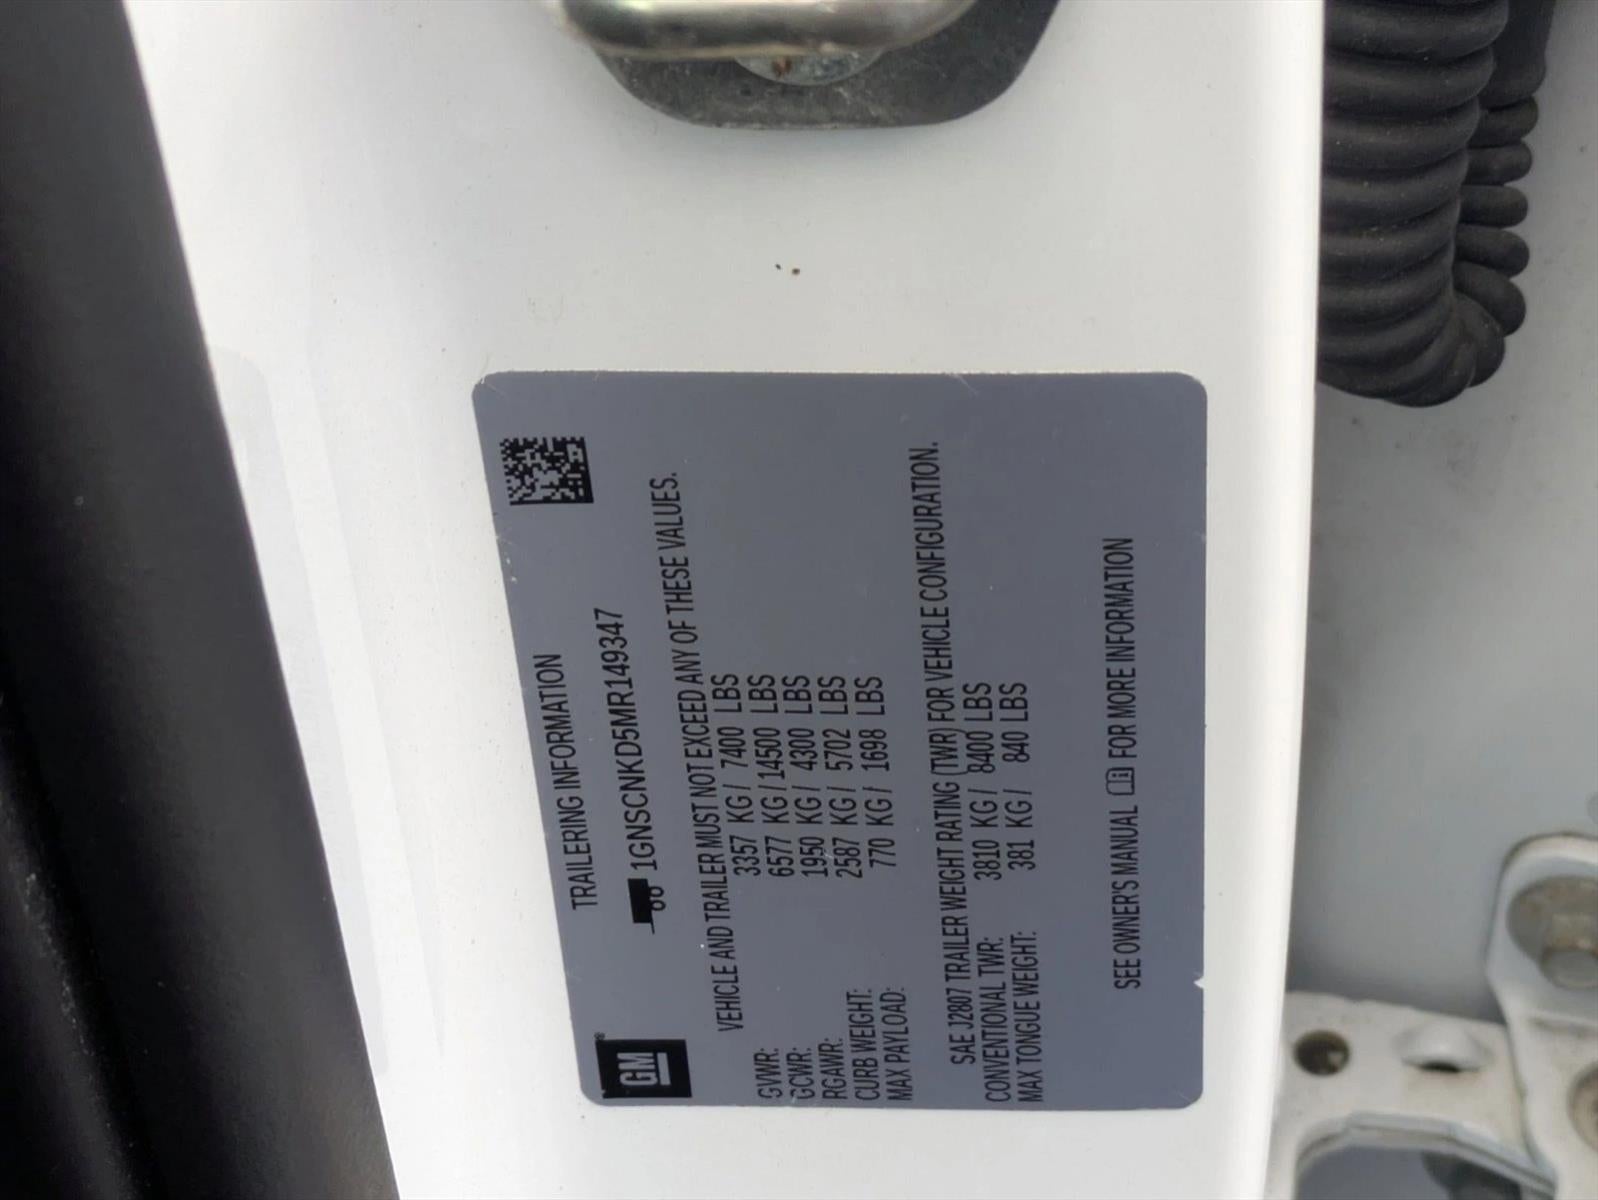 TRAILERING INFORMATION
GM®
1GNSCNKD5MR149347
VEHICLE AND TRAILER MUST NOT EXCEED ANY OF THESE VALUES.
GVWR: 3357 KG / 7400 LBS
GCWR: 6577 KG / 14500 LBS
RGAWR: 1950 KG / 4300 LBS
CURB WEIGHT: 2587 KG / 5702 LBS
MAX PAYLOAD: 770 KG / 1698 LBS
SAE J2807 TRAILER WEIGHT RATING (TWR) FOR VEHICLE CONFIGURATION.
CONVENTIONAL TWR: 3810 KG / 8400 LBS
MAX TONGUE WEIGHT: 381 KG / 840 LBS
SEE OWNER'S MANUAL FOR MORE INFORMATION